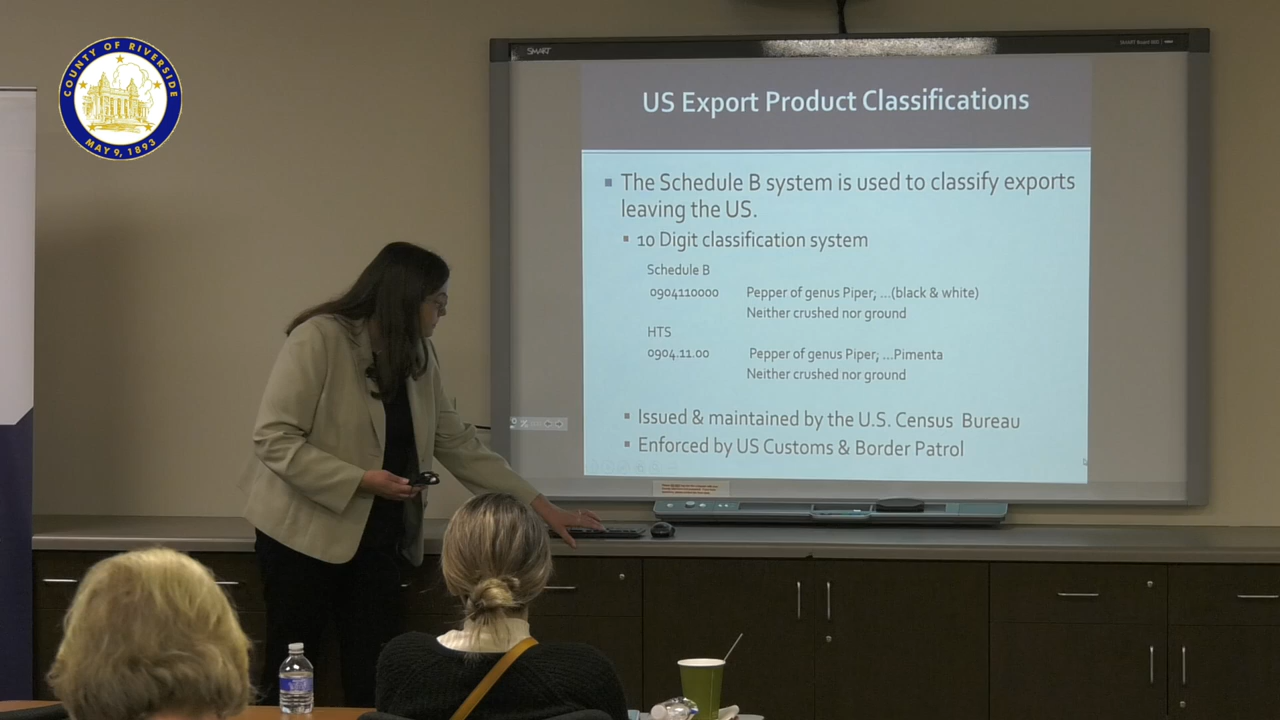 COUNTY OF RIVERSIDE
MAY 9, 1893
SMART
US Export Product Classifications
The Schedule B system is used to classify exports
leaving the US.
10 Digit classification system
Schedule B
0904110000 Pepper of genus Piper; ...(black & white)
Neither crushed nor ground
HTS
0904.11.00 Pepper of genus Piper; ...Pimenta
Neither crushed nor ground
Issued & maintained by the U.S. Census Bureau
Enforced by US Customs & Border Patrol